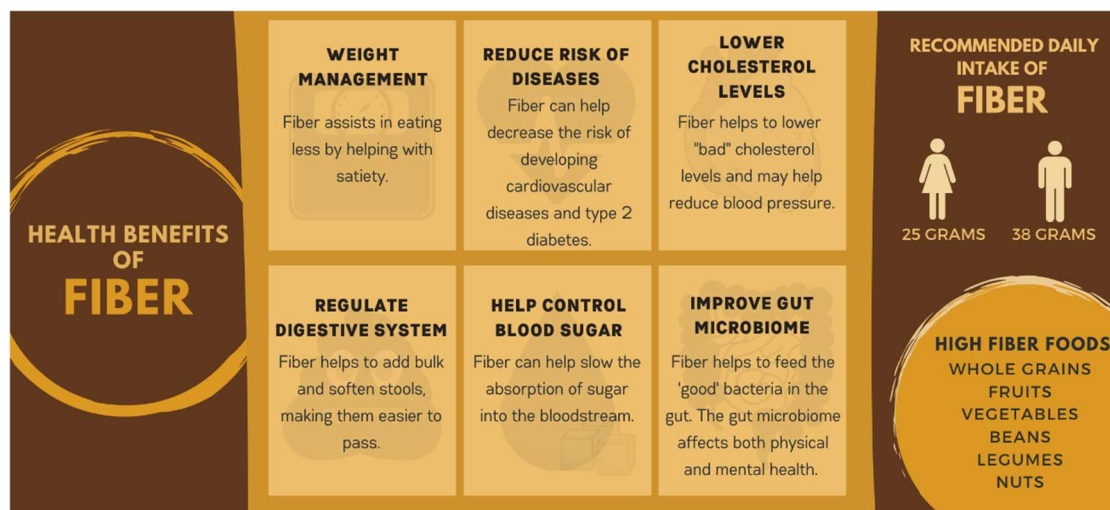 HEALTH BENEFITS
OF
FIBER
WEIGHT
MANAGEMENT
Fiber assists in eating
less by helping with
satiety.
REDUCE RISK OF
DISEASES
Fiber can help
decrease the risk of
developing
cardiovascular
diseases and type 2
diabetes.
LOWER
CHOLESTEROL
LEVELS
Fiber helps to lower
"bad" cholesterol
levels and may help
reduce blood pressure.
REGULATE
DIGESTIVE SYSTEM
Fiber helps to add bulk
and soften stools,
making them easier to
pass.
HELP CONTROL
BLOOD SUGAR
Fiber can help slow the
absorption of sugar
into the bloodstream.
IMPROVE GUT
MICROBIOME
Fiber helps to feed the
'good' bacteria in the
gut. The gut microbiome
affects both physical
and mental health.
RECOMMENDED DAILY
INTAKE OF
FIBER
25 GRAMS 38 GRAMS
HIGH FIBER FOODS
WHOLE GRAINS
FRUITS
VEGETABLES
BEANS
LEGUMES
NUTS